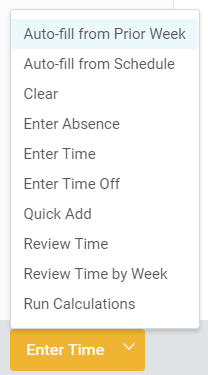 Auto-fill from Prior Week
Auto-fill from Schedule
Clear
Enter Absence
Enter Time
Enter Time Off
Quick Add
Review Time
Review Time by Week
Run Calculations
Enter Time